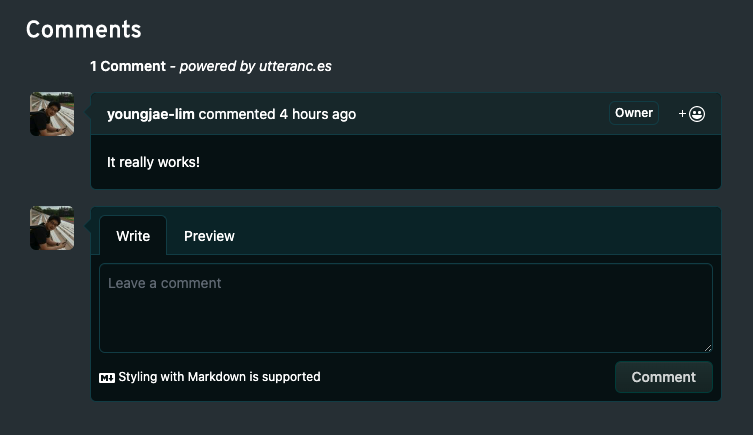 Comments
1 Comment - powered by utteranc.es
youngjae-lim commented 4 hours ago Owner +
It really works!
Write Preview
Leave a comment
M↓ Styling with Markdown is supported Comment